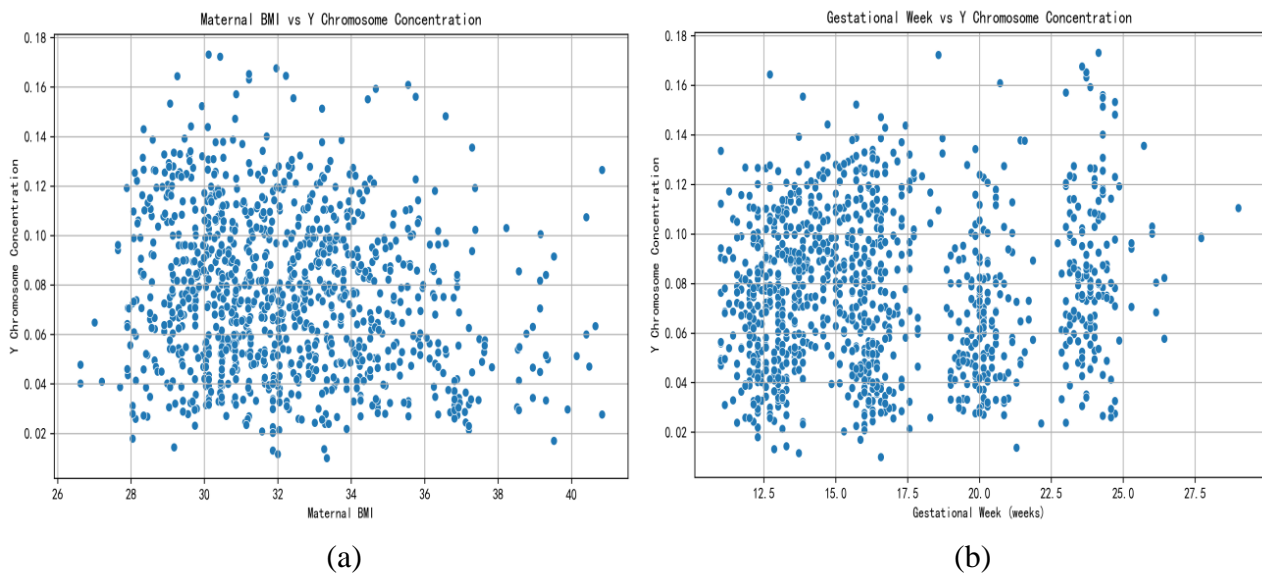 Maternal BMI vs Y Chromosome Concentration
0.18
0.16
0.14
0.12
0.10
0.08
0.06
0.04
0.02
Y Chromosome Concentration
26 28 30 32 34 36 38 40
Maternal BMI
(a)
Gestational Week vs Y Chromosome Concentration
0.18
0.16
0.14
0.12
0.10
0.08
0.06
0.04
0.02
Y Chromosome Concentration
12.5 15.0 17.5 20.0 22.5 25.0 27.5
Gestational Week (weeks)
(b)